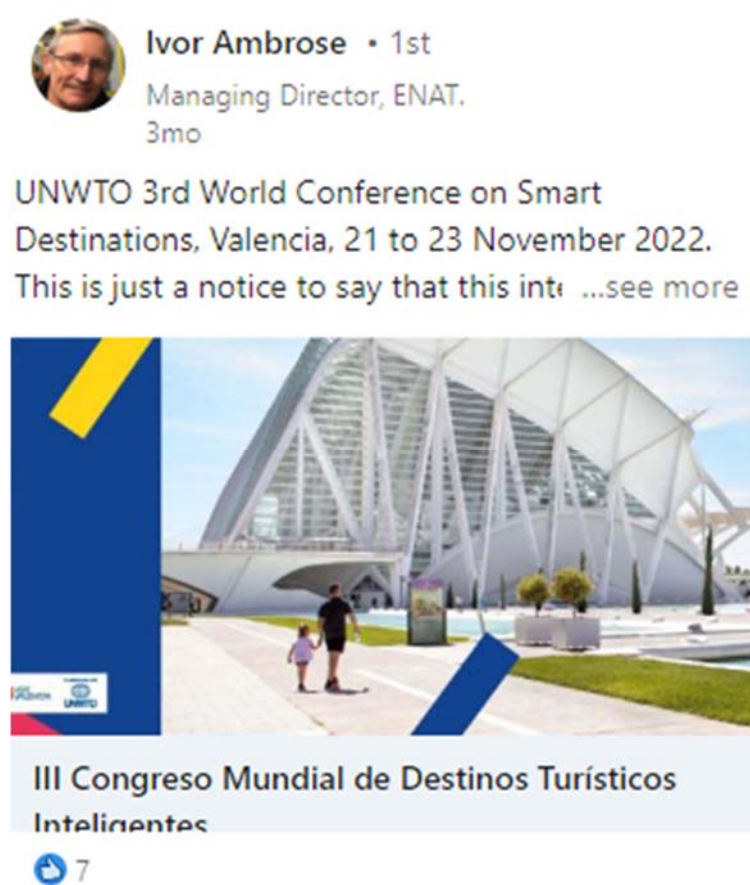 Ivor Ambrose • 1st
Managing Director, ENAT.
3mo
UNWTO 3rd World Conference on Smart
Destinations, Valencia, 21 to 23 November 2022.
This is just a notice to say that this inte ...see more
UNWTO
III Congreso Mundial de Destinos Turísticos
Inteligentes
7